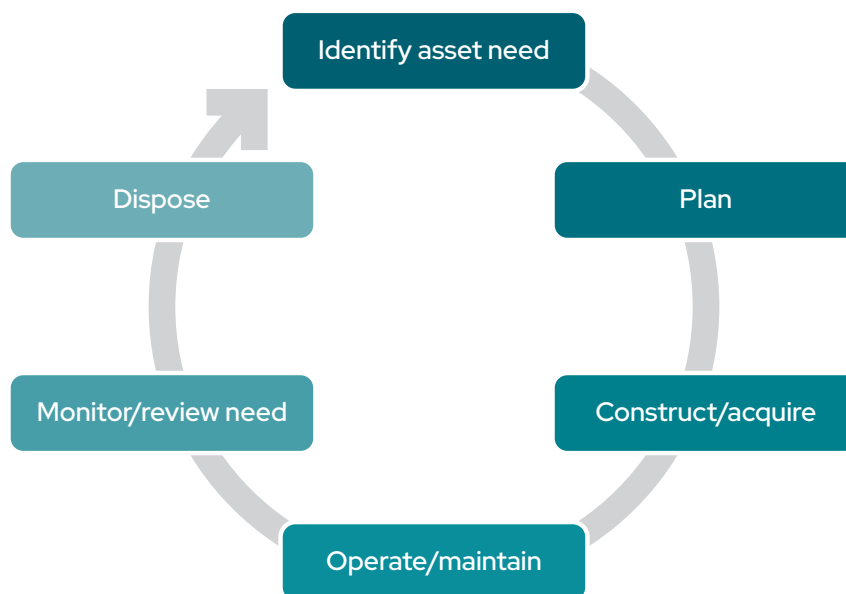 Identify asset need
Plan
Construct/acquire
Operate/maintain
Monitor/review need
Dispose